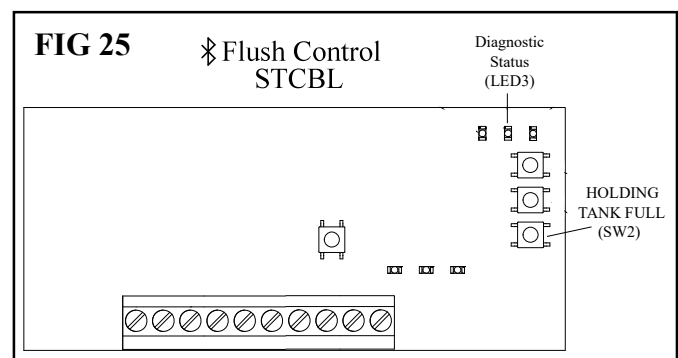 FIG 25
Flush Control
STCBL
Diagnostic
Status
(LED3)
HOLDING
TANK FULL
(SW2)